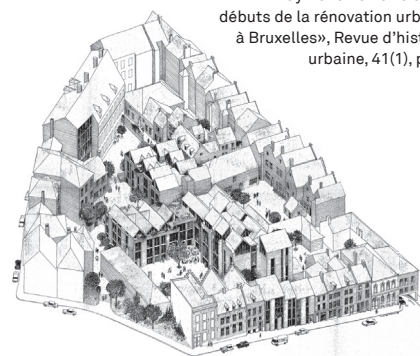 débuts de la rénovation urb
à Bruxelles», Revue d'hist
urbaine, 41(1), p